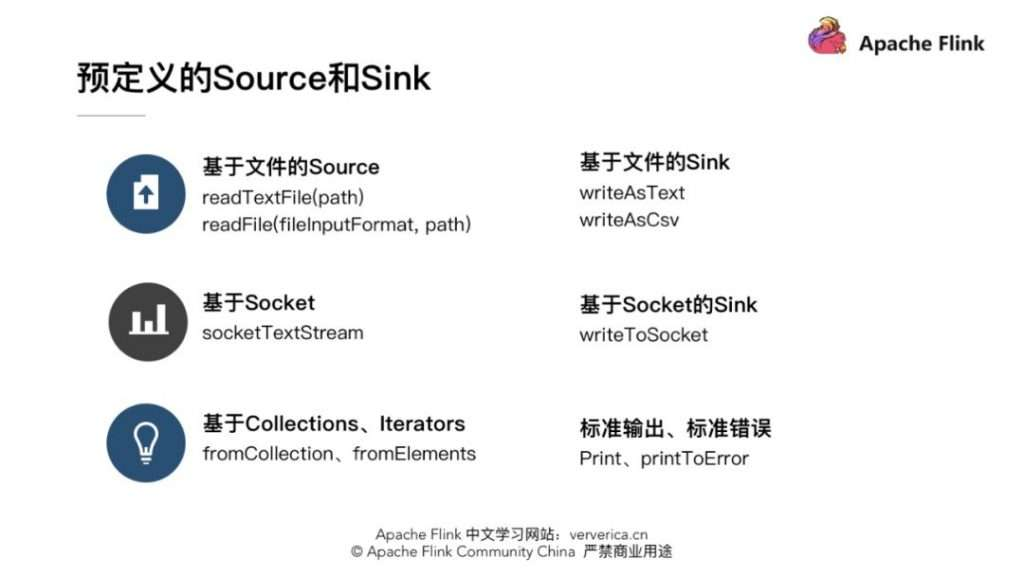 Apache Flink
预定义的Source和Sink
基于文件的Source
readTextFile(path)
readFile(fileInputFormat, path)
基于文件的Sink
writeAsText
writeAsCsv
基于Socket
socketTextStream
基于Socket的Sink
writeToSocket
基于Collections、Iterators
fromCollection、fromElements
标准输出、标准错误
Print、printToError
Apache Flink 中文学习网站：ververica.cn
© Apache Flink Community China 严禁商业用途